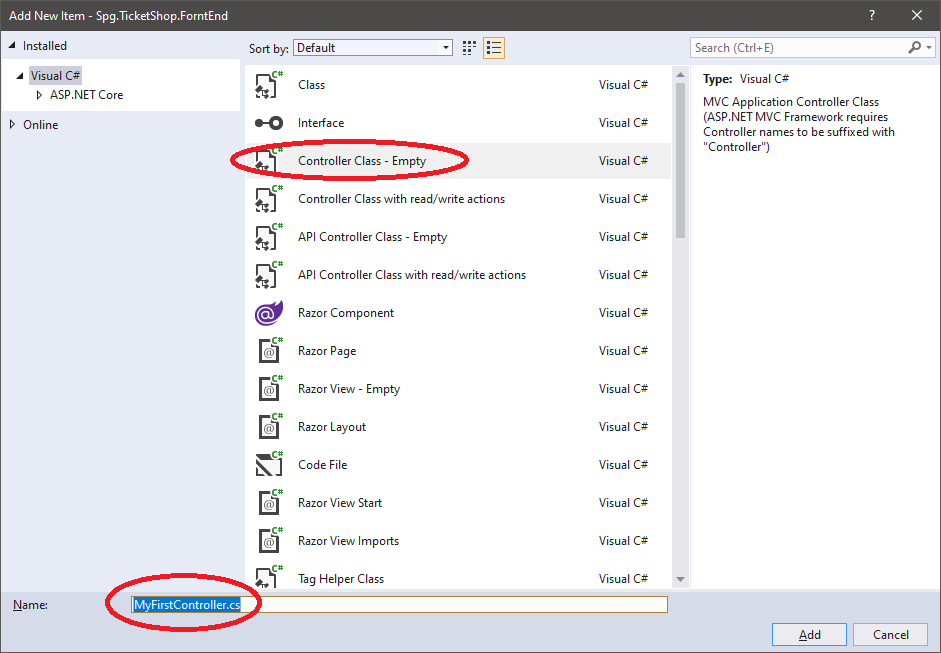 Add New Item - Spg.TicketShop.ForntEnd
?
Installed
Visual C#
ASP.NET Core
Online
Sort by:
Default
Search (Ctrl+E)
C# Class Visual C#
Interface Visual C#
C# Controller Class - Empty Visual C#
C# Controller Class with read/write actions Visual C#
C# API Controller Class - Empty Visual C#
C# API Controller Class with read/write actions Visual C#
@ Razor Component Visual C#
C# @ Razor Page Visual C#
C# @ Razor View - Empty Visual C#
C# @ Razor Layout Visual C#
C# Code File Visual C#
C# @ Razor View Start Visual C#
C# @ Razor View Imports Visual C#
C# Tag Helper Class Visual C#
Type: Visual C#
MVC Application Controller Class
(ASP.NET MVC Framework requires
Controller names to be suffixed with
"Controller")
Name:
MyFirstController.cs
Add
Cancel